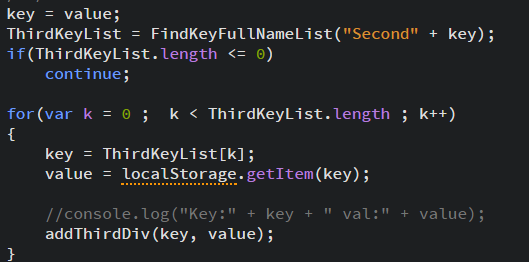 key = value;
ThirdKeyList = FindKeyFullNameList("Second" + key);
if(ThirdKeyList.length <= 0)
    continue;

for(var k = 0 ;  k < ThirdKeyList.length ; k++)
{
    key = ThirdKeyList[k];
    value = localStorage.getItem(key);

    //console.log("Key:" + key + " val:" + value);
    addThirdDiv(key, value);
}